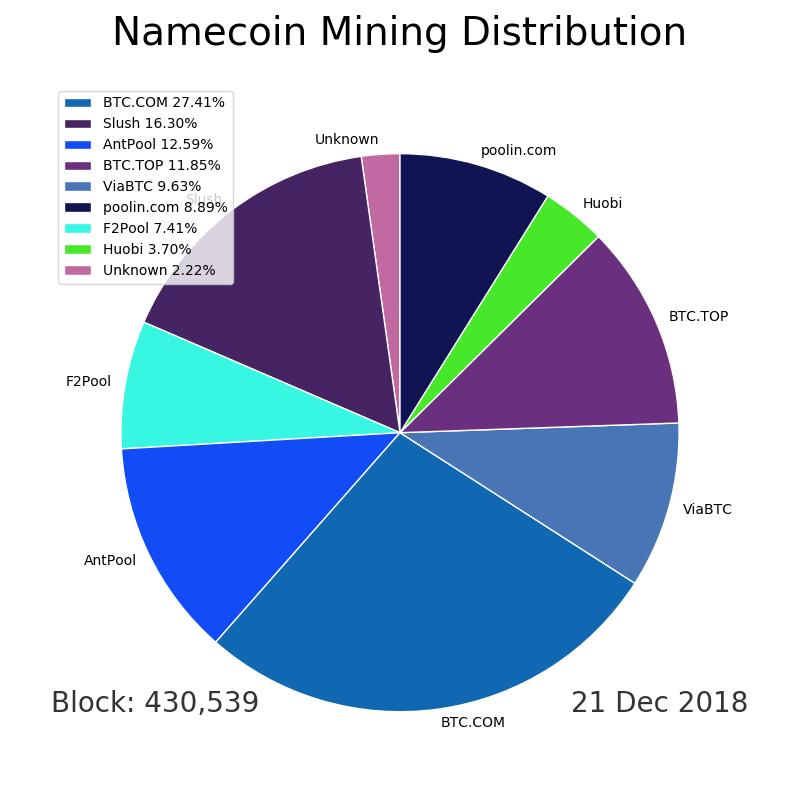 Namecoin Mining Distribution
BTC.COM 27.41%
Slush 16.30%
AntPool 12.59%
BTC.TOP 11.85%
ViaBTC 9.63%
poolin.com 8.89%
F2Pool 7.41%
Huobi 3.70%
Unknown 2.22%
Unknown
poolin.com
Huobi
Slush
BTC.TOP
F2Pool
ViaBTC
AntPool
BTC.COM
Block: 430,539
21 Dec 2018